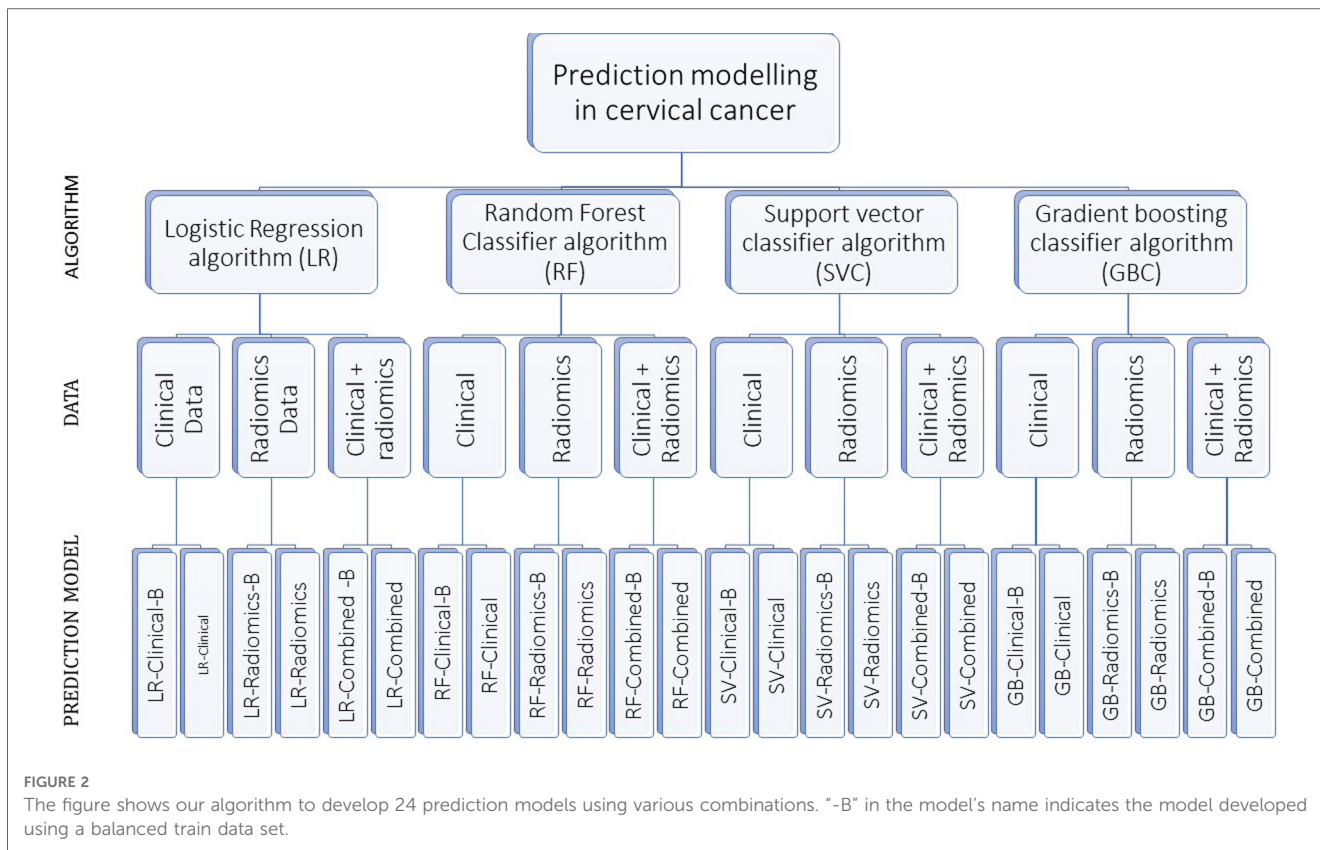 Prediction modelling
in cervical cancer
ALGORITHM
Logistic Regression
algorithm (LR)
Random Forest
Classifier algorithm
(RF)
Support vector
classifier algorithm
(SVC)
Gradient boosting
classifier algorithm
(GBC)
DATA
Clinical
Data
Radiomics
Data
Clinical +
radiomics
Clinical
Radiomics
Clinical +
Radiomics
Clinical
Radiomics
Clinical +
Radiomics
Clinical
Radiomics
Clinical +
Radiomics
PREDICTION MODEL
LR-Clinical-B
LR-Clinical
LR-Radiomics-B
LR-Radiomics
LR-Combined -B
LR-Combined
RF-Clinical-B
RF-Clinical
RF-Radiomics-B
RF-Radiomics
RF-Combined-B
RF-Combined
SV-Clinical-B
SV-Clinical
SV-Radiomics-B
SV-Radiomics
SV-Combined-B
SV-Combined
GB-Clinical-B
GB-Clinical
GB-Radiomics-B
GB-Radiomics
GB-Combined-B
GB-Combined
FIGURE 2
The figure shows our algorithm to develop 24 prediction models using various combinations. "-B" in the model's name indicates the model developed
using a balanced train data set.